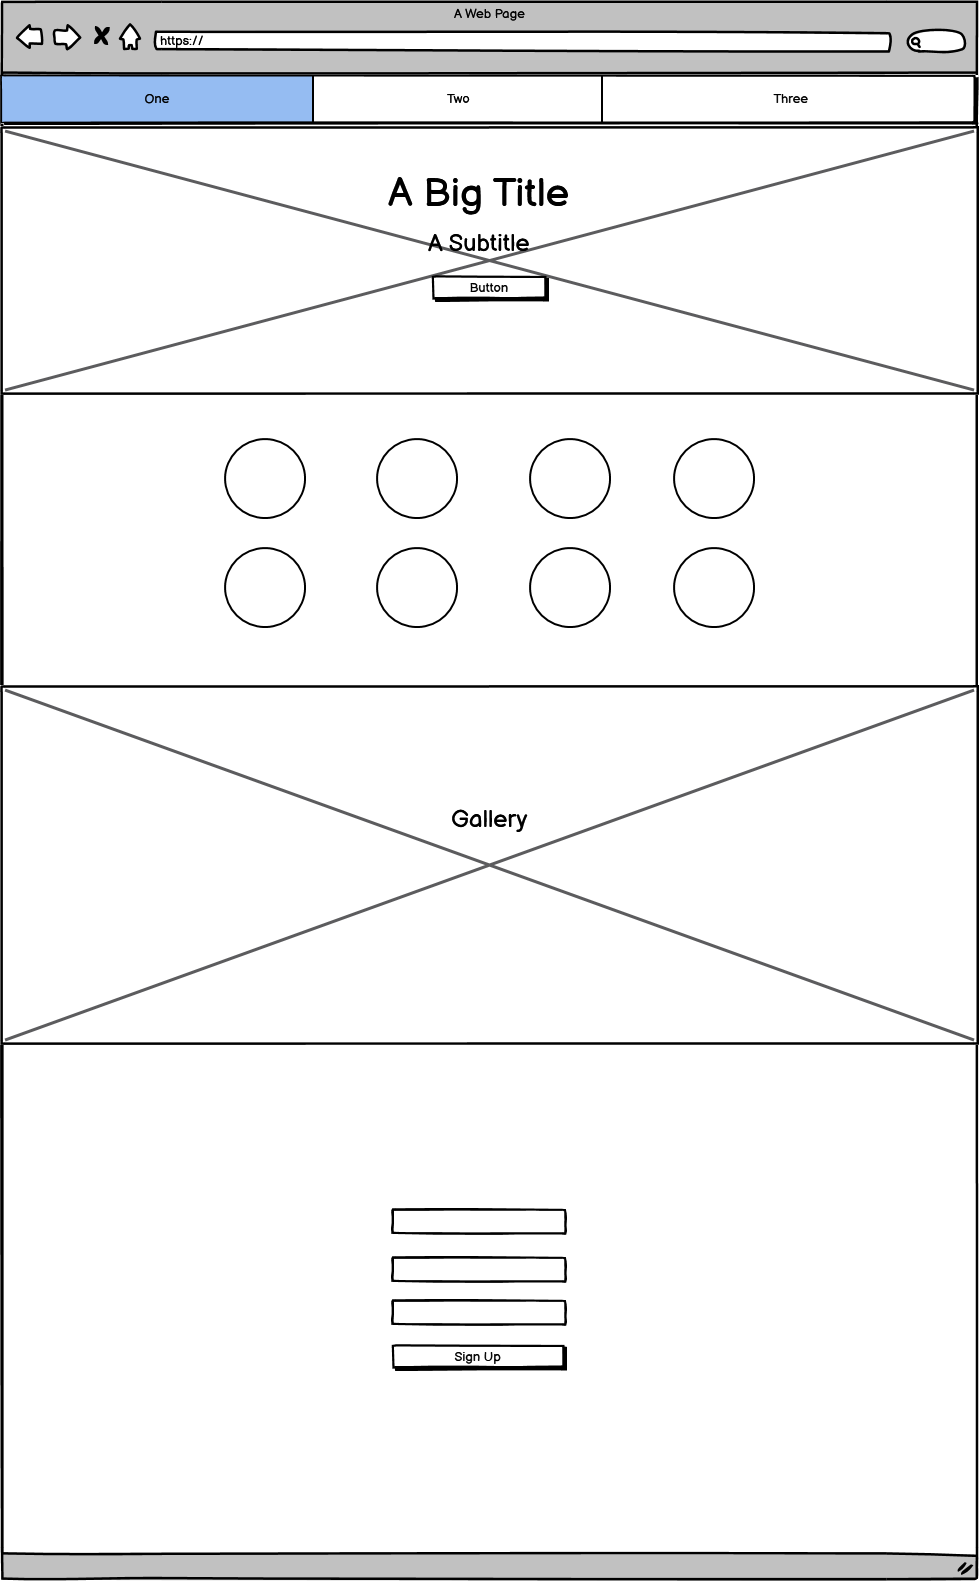 A Web Page
https://
One
Two
Three
A Big Title
A Subtitle
Button
Gallery
Sign Up